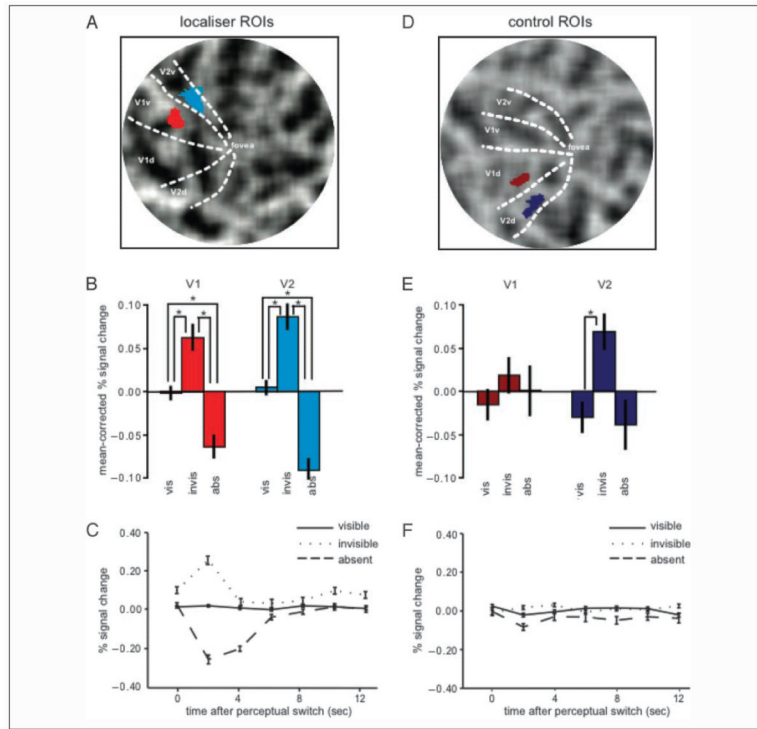 A localiser ROIs
V2v
V1v
fovea
V1d
V2d
D control ROIs
V2v
V1v
fovea
V1d
V2d
B V1 V2
mean-corrected % signal change
0.10
0.05
0.00
−0.05
−0.10
* * *
* * *
vis invis abs
vis invis abs
E V1 V2
mean-corrected % signal change
0.10
0.05
0.00
−0.05
−0.10
*
vis invis abs
vis invis abs
C
% signal change
0.40
0.20
0.00
−0.20
−0.40
visible
invisible
absent
0 4 8 12
time after perceptual switch (sec)
F
% signal change
0.40
0.20
0.00
−0.20
−0.40
visible
invisible
absent
0 4 8 12
time after perceptual switch (sec)